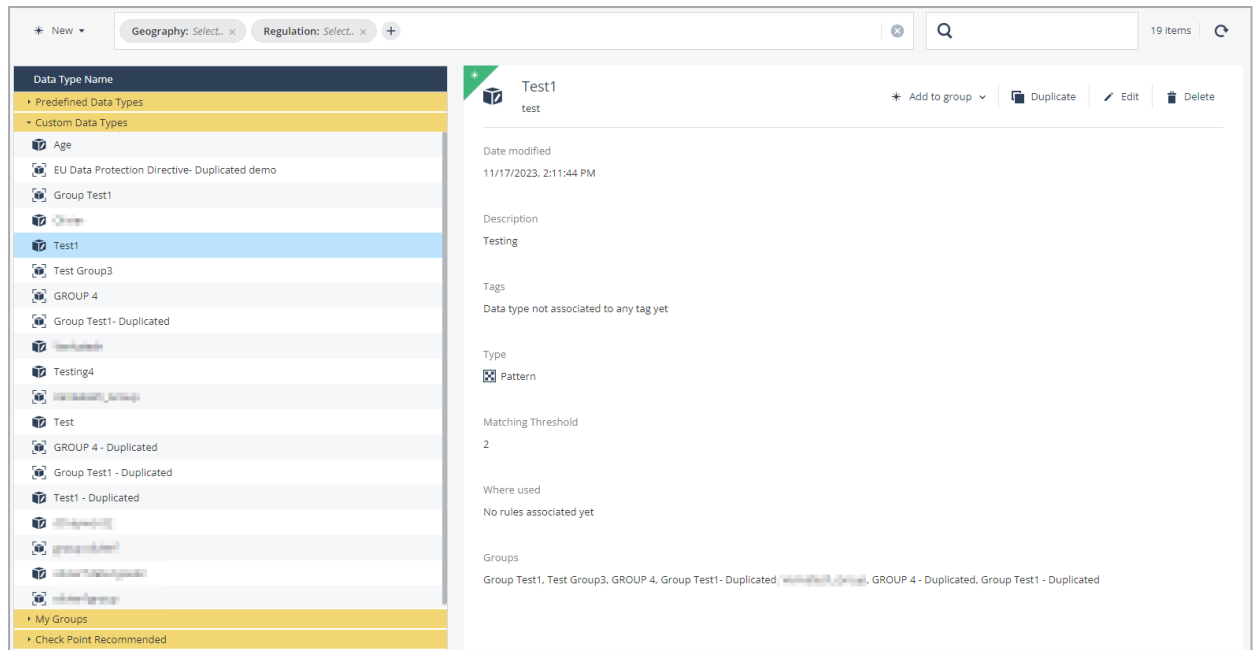 New
Geography: Select.. ×
Regulation: Select.. ×
+
19 items
Data Type Name
Predefined Data Types
Custom Data Types
Age
EU Data Protection Directive- Duplicated demo
Group Test1
Test1
Test Group3
GROUP 4
Group Test1- Duplicated
Testing4
Test
GROUP 4 - Duplicated
Group Test1 - Duplicated
Test1 - Duplicated
My Groups
Check Point Recommended
Test1
test
Add to group
Duplicate
Edit
Delete
Date modified
11/17/2023, 2:11:44 PM
Description
Testing
Tags
Data type not associated to any tag yet
Type
Pattern
Matching Threshold
2
Where used
No rules associated yet
Groups
Group Test1, Test Group3, GROUP 4, Group Test1- Duplicated, , GROUP 4 - Duplicated, Group Test1 - Duplicated